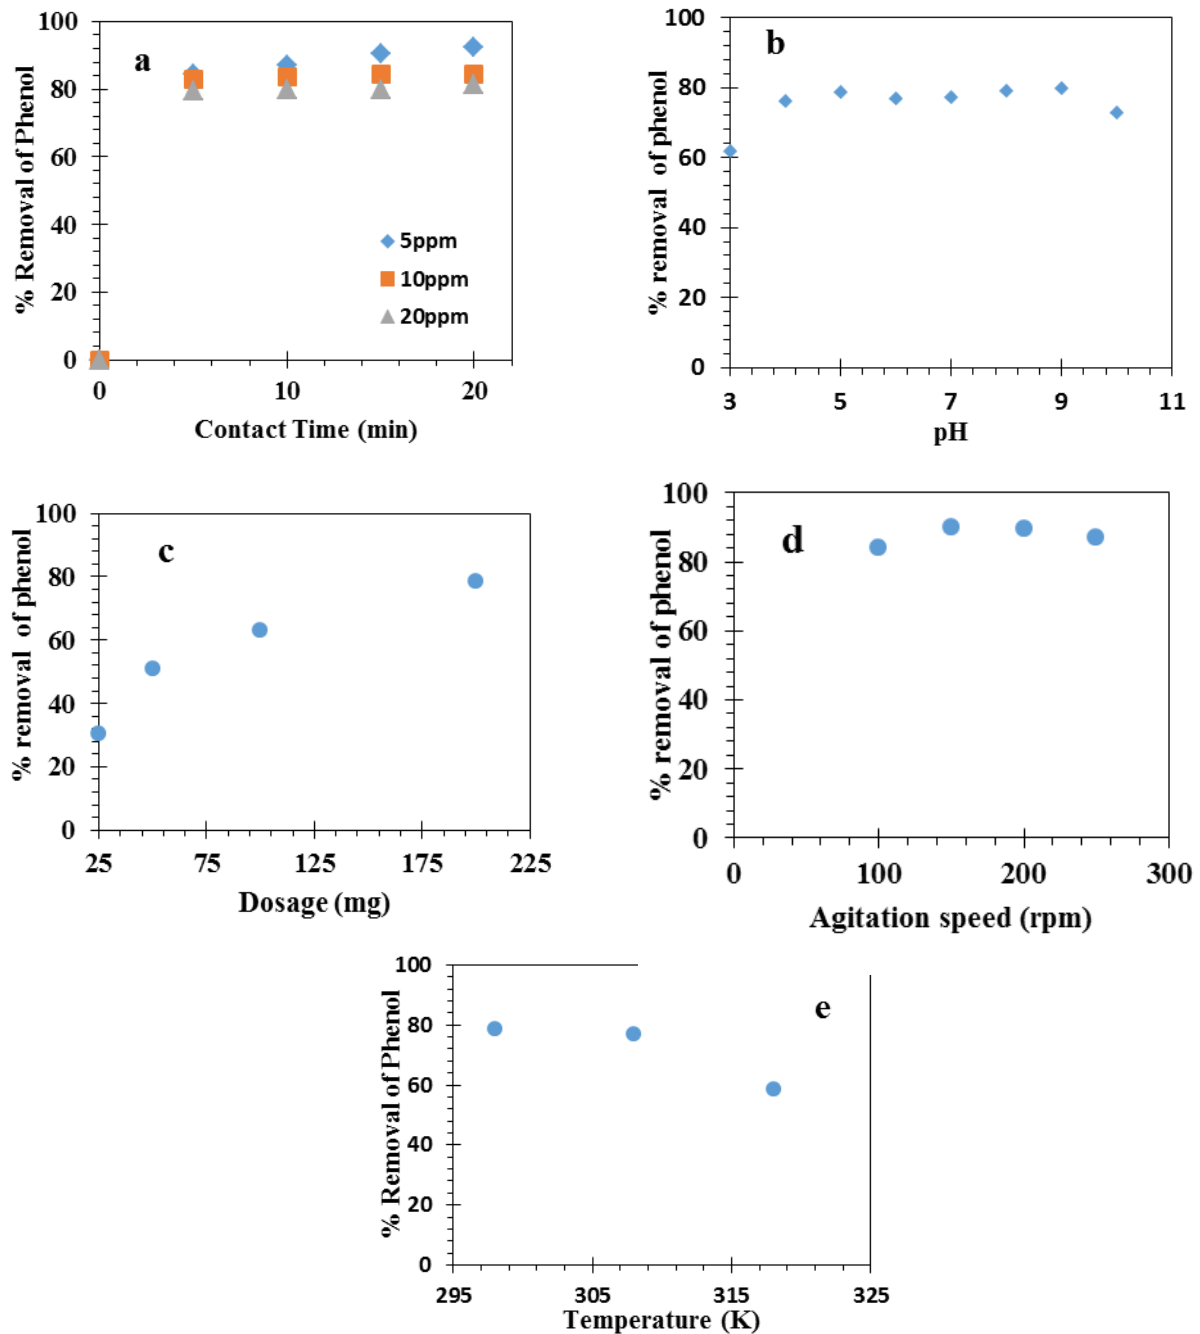 a
% Removal of Phenol
100
80
60
40
20
0
0 10 20
Contact Time (min)
5ppm
10ppm
20ppm
b
% removal of phenol
100
80
60
40
20
0
3 5 7 9 11
pH
c
% removal of phenol
100
80
60
40
20
0
25 75 125 175 225
Dosage (mg)
d
% removal of phenol
100
80
60
40
20
0
0 100 200 300
Agitation speed (rpm)
e
% Removal of Phenol
100
80
60
40
20
0
295 305 315 325
Temperature (K)